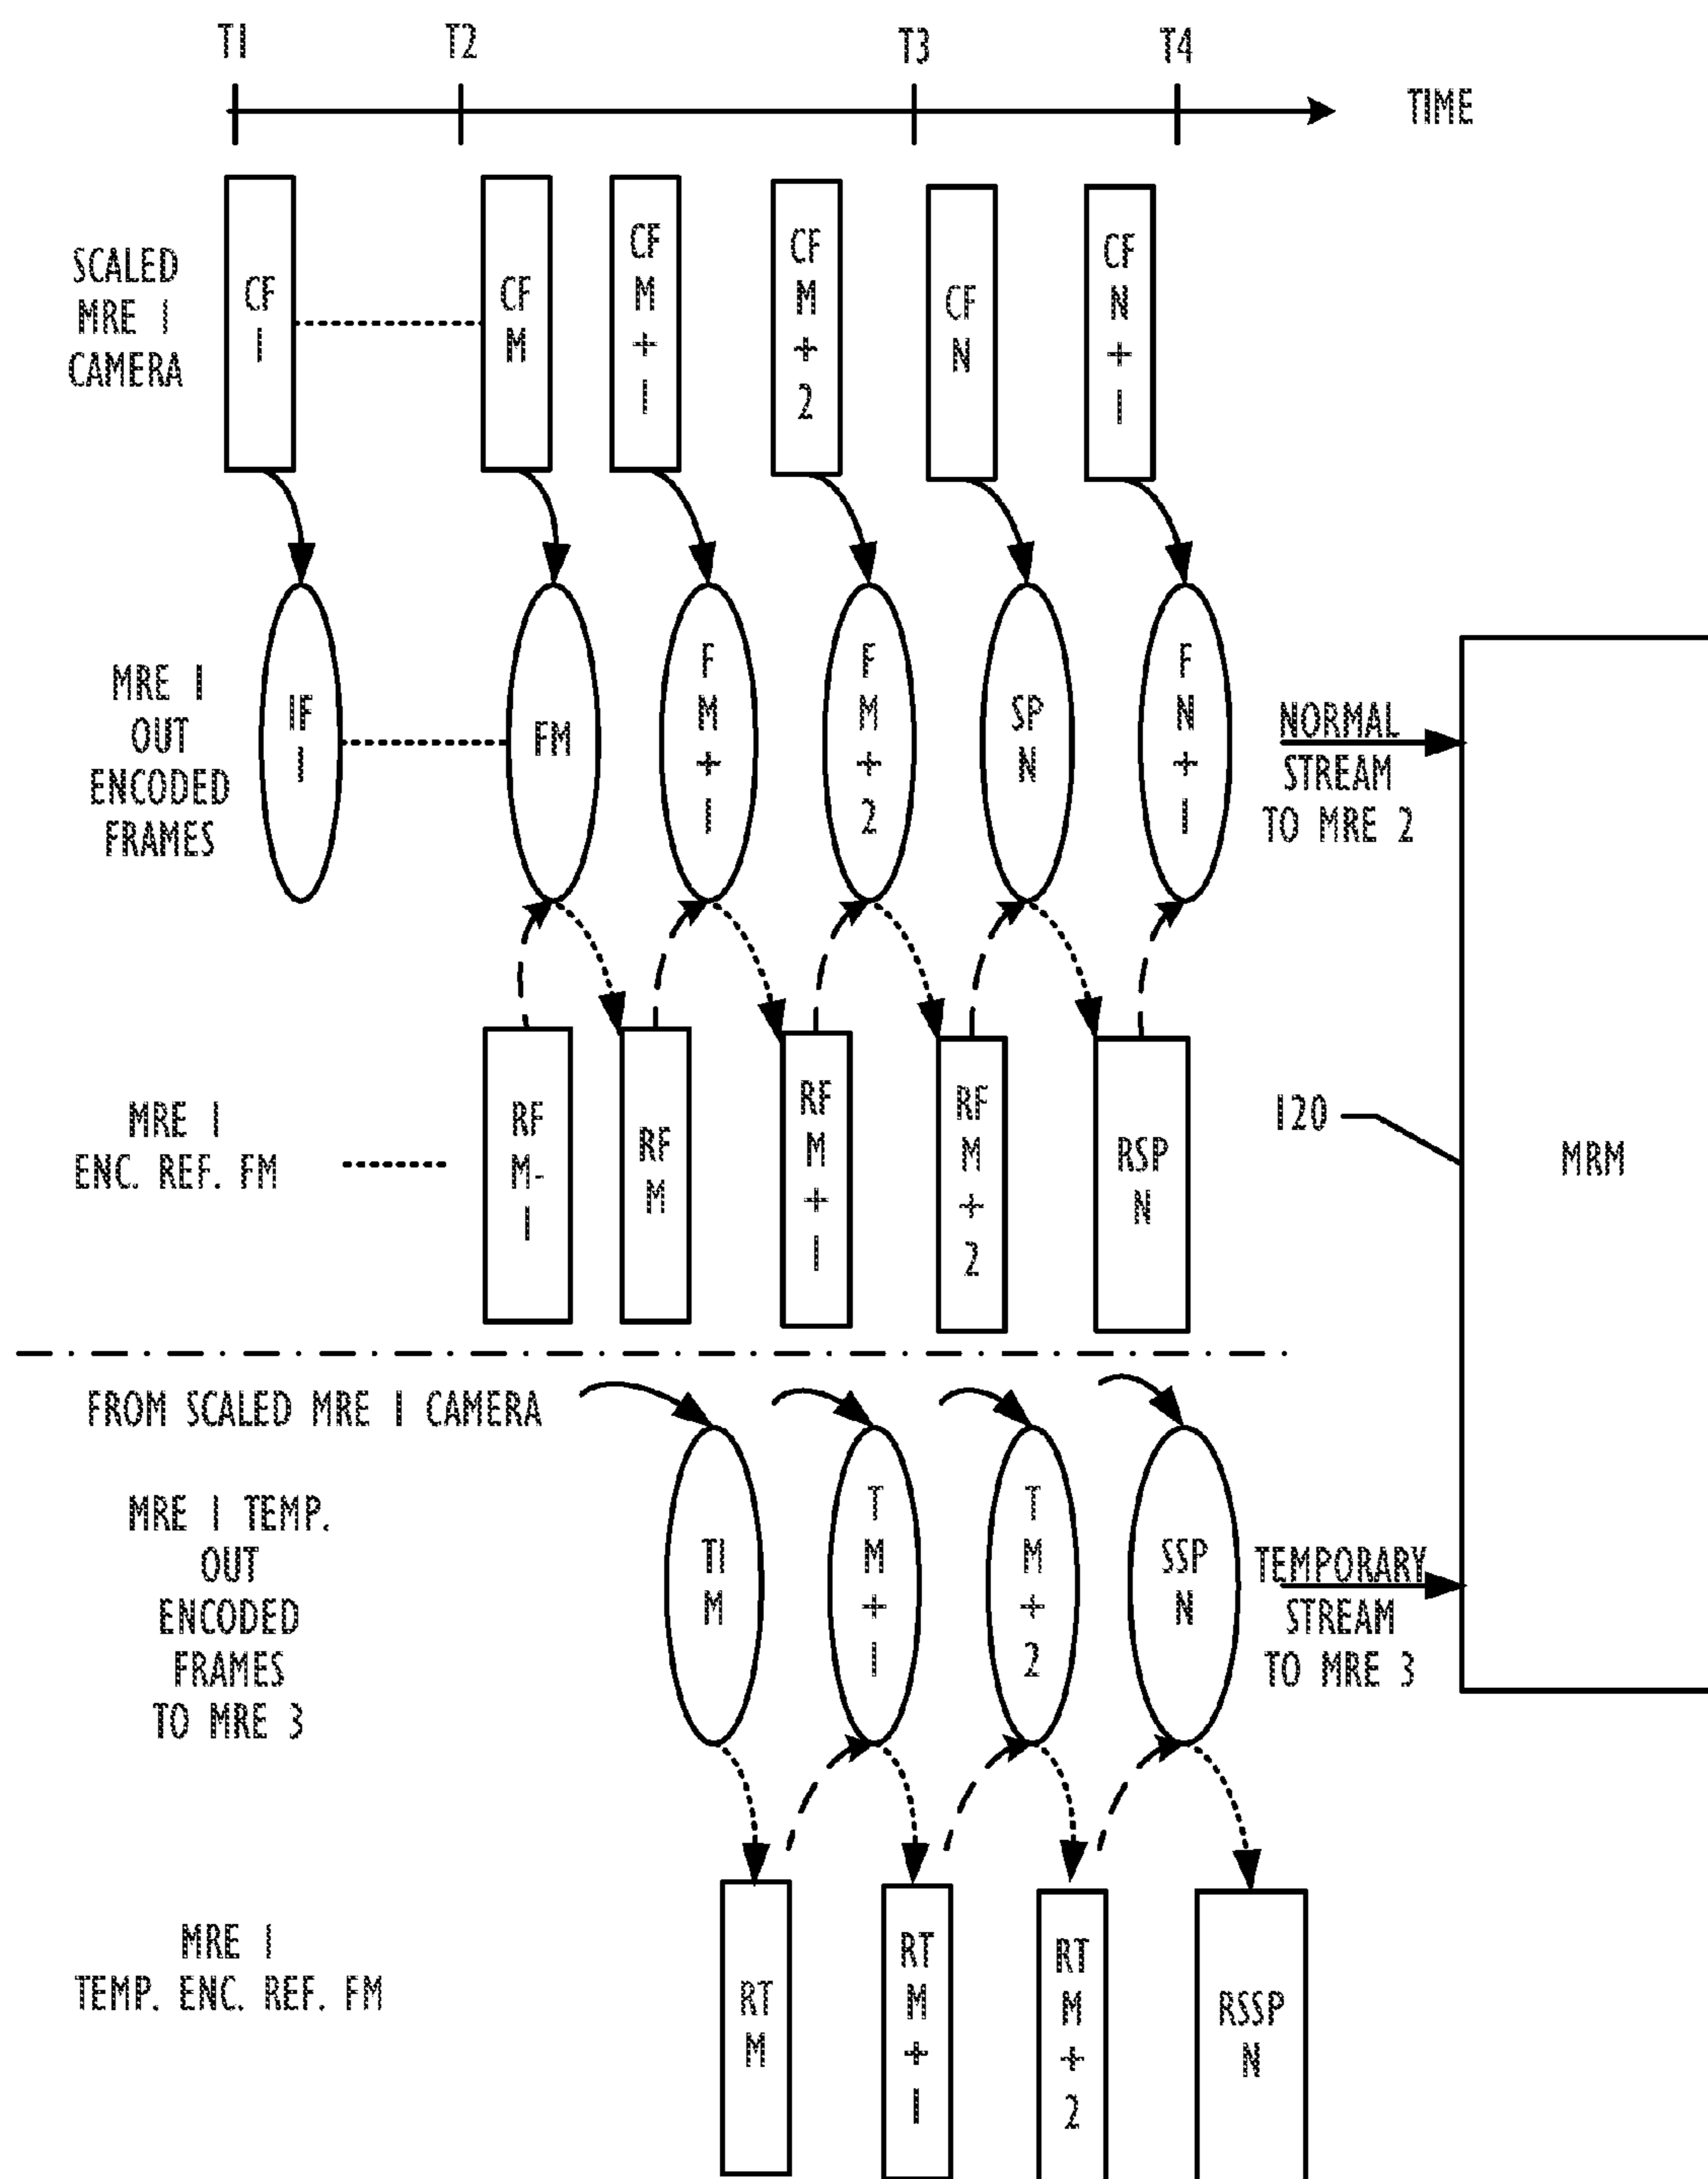 T1 T2 T3 T4
TIME
SCALED
MRE 1
CAMERA
CF
1
CF
M
CF
M
+
1
CF
M
+
2
CF
N
CF
N
+
1
MRE 1
OUT
ENCODED
FRAMES
IF
1
FM
F
M
+
1
F
M
+
2
SP
N
F
N
+
1
NORMAL
STREAM
TO MRE 2
MRE 1
ENC. REF. FM
RF
M-
1
RF
M
RF
M
+
1
RF
M
+
2
RSP
N
120
MRM
FROM SCALED MRE 1 CAMERA
MRE 1 TEMP.
OUT
ENCODED
FRAMES
TO MRE 3
TI
M
T
M
+
1
T
M
+
2
SSP
N
TEMPORARY
STREAM
TO MRE 3
MRE 1
TEMP. ENC. REF. FM
RT
M
RT
M
+
1
RT
M
+
2
RSSP
N